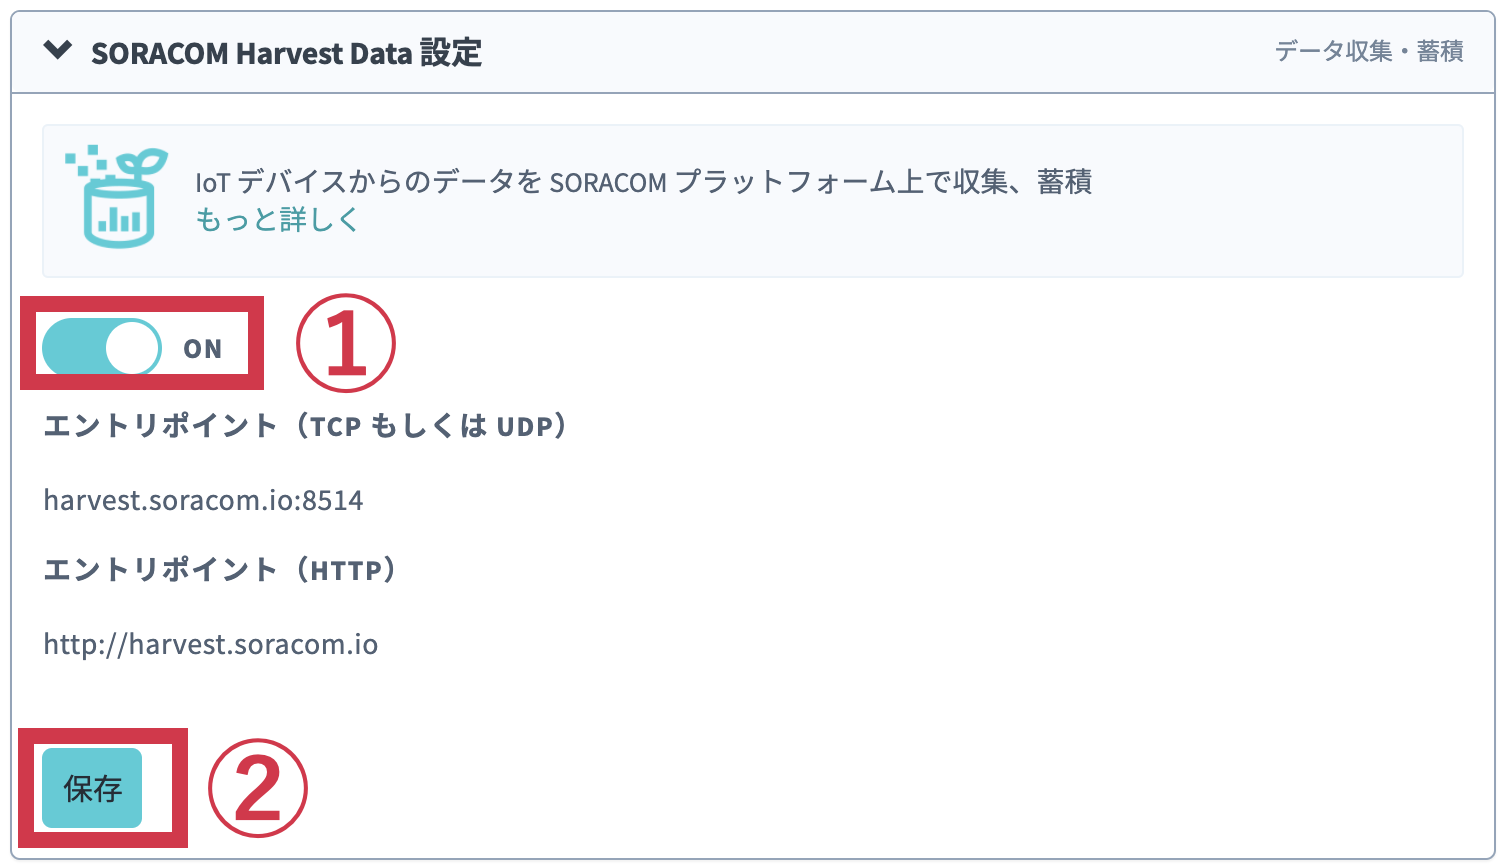 SORACOM Harvest Data 設定
データ収集・蓄積
IoT デバイスからのデータを SORACOM プラットフォーム上で収集、蓄積
もっと詳しく
ON
①
エントリポイント（TCP もしくは UDP）
harvest.soracom.io:8514
エントリポイント（HTTP）
http://harvest.soracom.io
保存
②